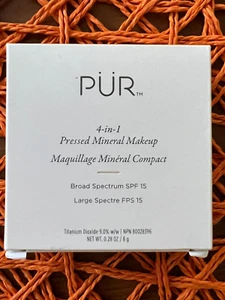 PÜR™
4-in-1
Pressed Mineral Makeup
Maquillage Minéral Compact
Broad Spectrum SPF 15
Large Spectre FPS 15
Titanium Dioxide 9.0% w/w | NPN 80028396
NET WT. 0.28 OZ / 8 g